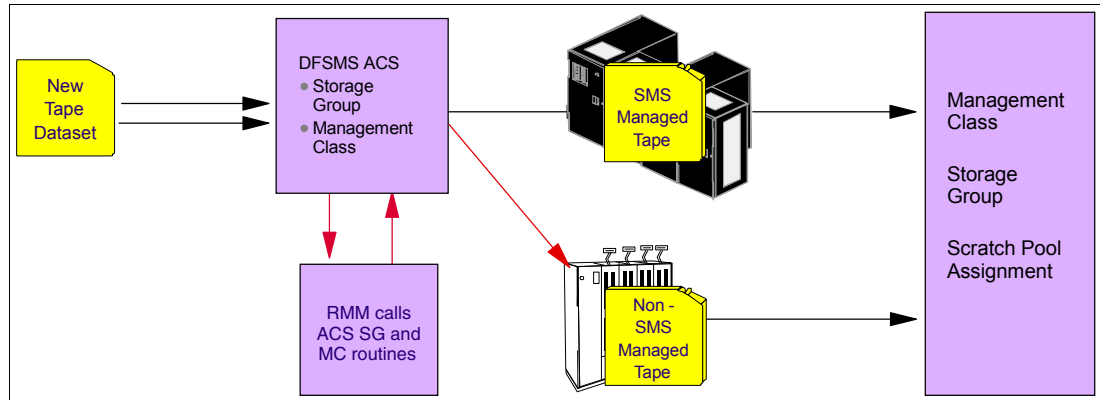 New
Tape
Dataset
DFSMS ACS
• Storage
Group
• Management
Class
RMM calls
ACS SG and
MC routines
SMS
Managed
Tape
Non -
SMS
Managed
Tape
Management
Class
Storage
Group
Scratch Pool
Assignment